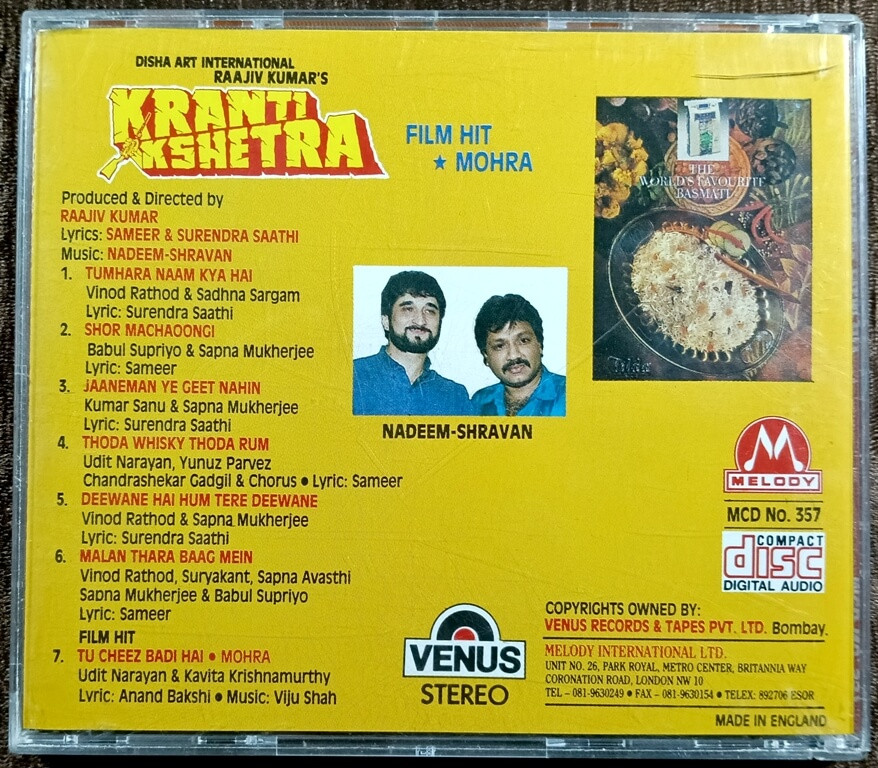 DISHA ART INTERNATIONAL
RAAJIV KUMAR'S
KRANTI
KSHETRA
FILM HIT
★ MOHRA
Produced & Directed by
RAAJIV KUMAR
Lyrics: SAMEER & SURENDRA SAATHI
Music: NADEEM-SHRAVAN
1. TUMHARA NAAM KYA HAI
Vinod Rathod & Sadhna Sargam
Lyric: Surendra Saathi
2. SHOR MACHAOONGI
Babul Supriyo & Sapna Mukherjee
Lyric: Sameer
3. JAANEMAN YE GEET NAHIN
Kumar Sanu & Sapna Mukherjee
Lyric: Surendra Saathi
4. THODA WHISKY THODA RUM
Udit Narayan, Yunuz Parvez
Chandrashekar Gadgil & Chorus • Lyric: Sameer
5. DEEWANE HAI HUM TERE DEEWANE
Vinod Rathod & Sapna Mukherjee
Lyric: Surendra Saathi
6. MALAN THARA BAAG MEIN
Vinod Rathod, Suryakant, Sapna Avasthi
Sapna Mukherjee & Babul Supriyo
Lyric: Sameer
FILM HIT
7. TU CHEEZ BADI HAI • MOHRA
Udit Narayan & Kavita Krishnamurthy
Lyric: Anand Bakshi • Music: Viju Shah
NADEEM-SHRAVAN
VENUS
STEREO
THE
WORLD'S FAVOURITE
BASMATI
Tilda
MELODY
MCD No. 357
COMPACT
disc
DIGITAL AUDIO
COPYRIGHTS OWNED BY:
VENUS RECORDS & TAPES PVT. LTD. Bombay.
MELODY INTERNATIONAL LTD.
UNIT NO. 26, PARK ROYAL, METRO CENTER, BRITANNIA WAY
CORONATION ROAD, LONDON NW 10
TEL – 081-9630249 • FAX – 081-9630154 • TELEX: 892706 ESOR
MADE IN ENGLAND